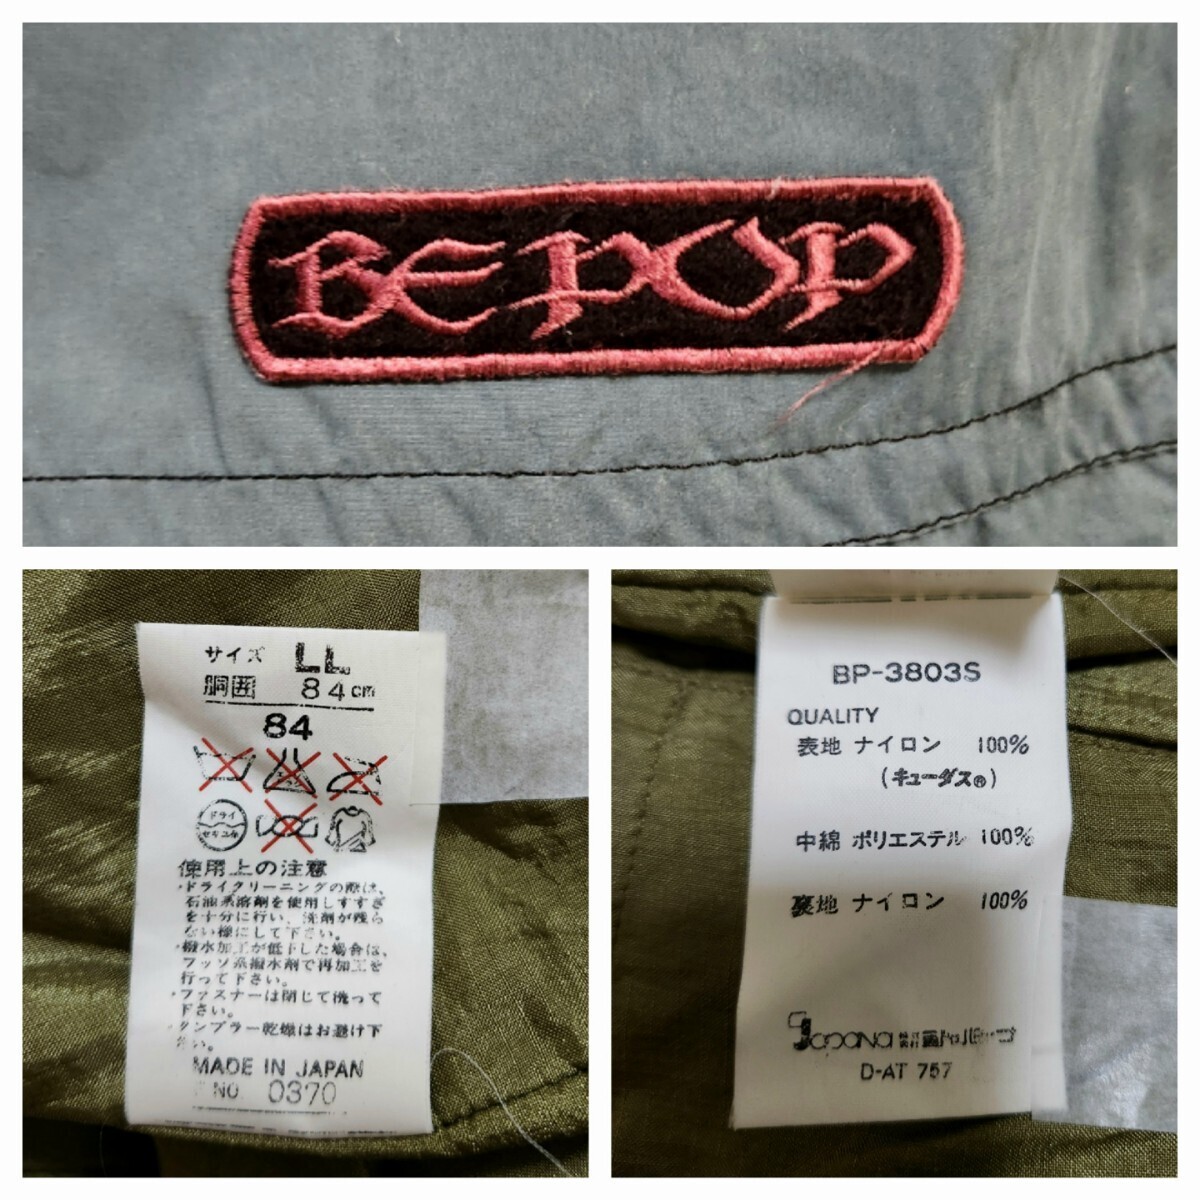 BEPOP
サイズ LL
胴囲 84cm
84
ドライ
セキユ系
使用上の注意
・ドライクリーニングの際は、
石油系溶剤を使用しすすぎ
を十分に行い、洗剤が残ら
ない様にして下さい。
・撥水加工が低下した場合は、
フッソ系撥水剤で再加工を
行って下さい。
・ファスナーは閉じて洗って
下さい。
・タンブラー乾燥はお避け下
さい。
MADE IN JAPAN
NO. 0370
BP-3803S
QUALITY
表地 ナイロン 100%
(キューダス®)
中綿 ポリエステル 100%
裏地 ナイロン 100%
Japana 株式会社
D-AT 757